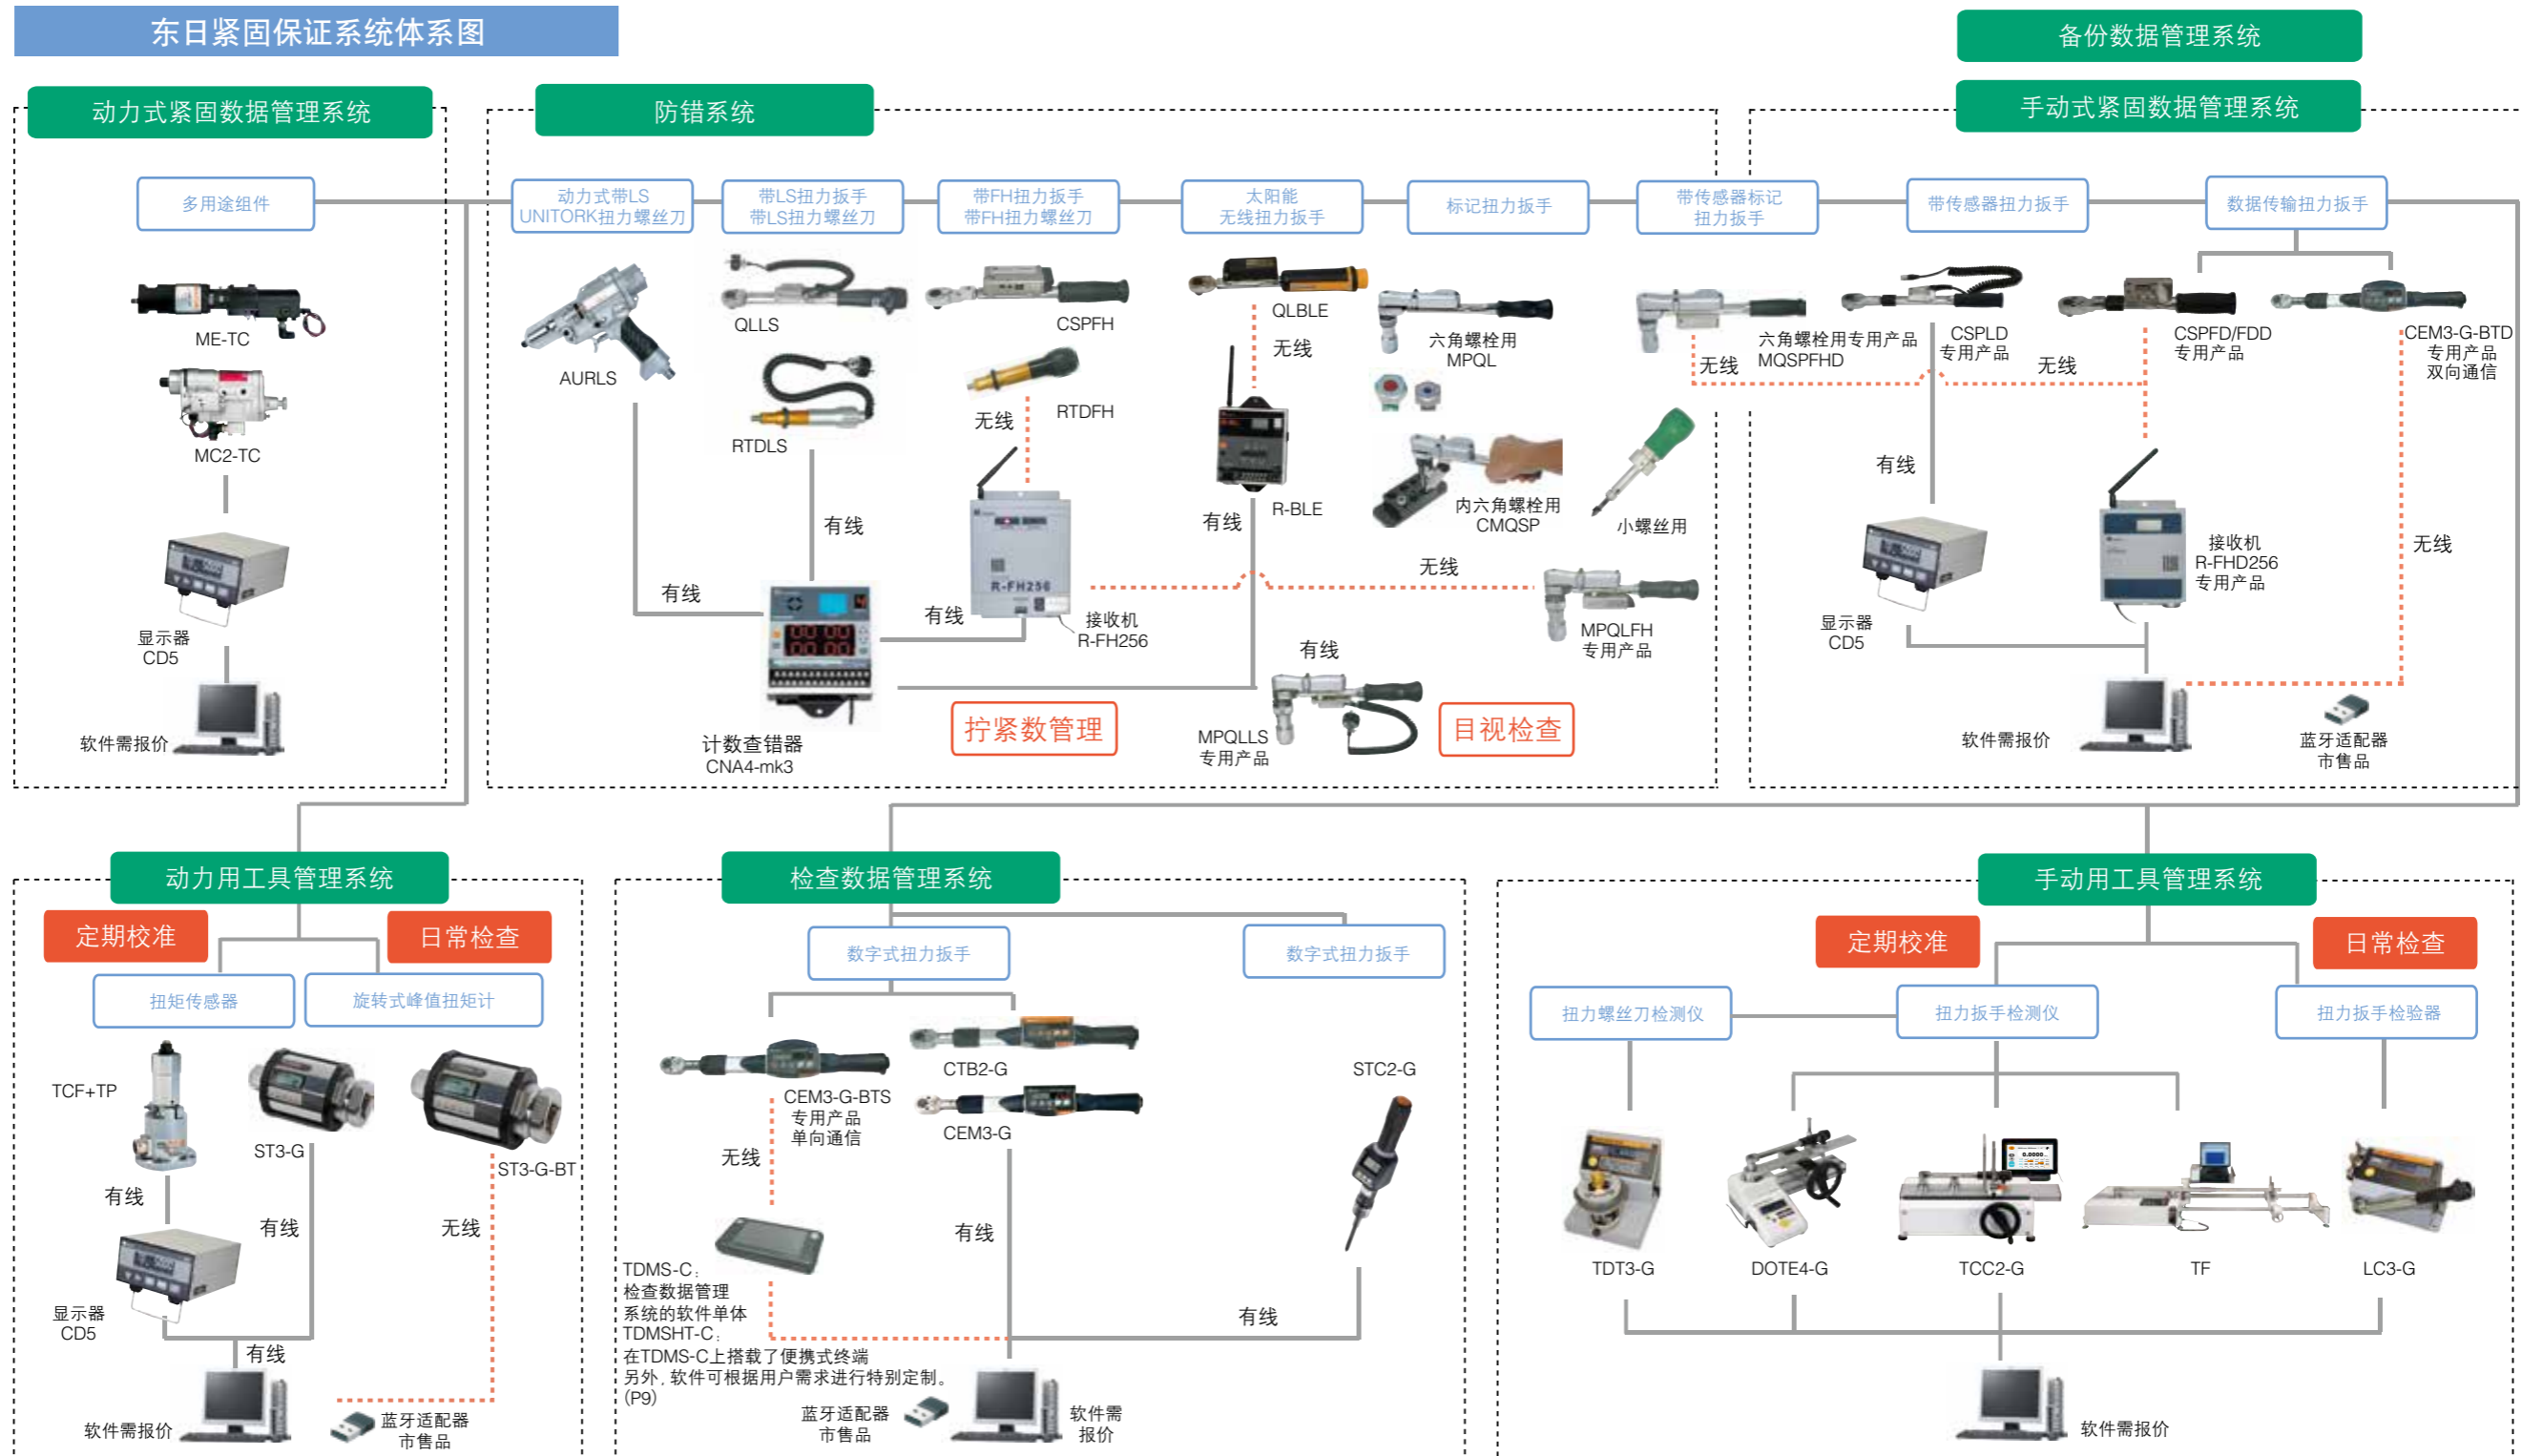 东日紧固保证系统体系图
备份数据管理系统
动力式紧固数据管理系统
防错系统
手动式紧固数据管理系统
多用途组件
动力式带LS
UNITORK扭力螺丝刀
带LS扭力扳手
带LS扭力螺丝刀
带FH扭力扳手
带FH扭力螺丝刀
太阳能
无线扭力扳手
标记扭力扳手
带传感器标记
扭力扳手
带传感器扭力扳手
数据传输扭力扳手
ME-TC
MC2-TC
显示器
CD5
软件需报价
AURLS
QLLS
RTDLS
有线
有线
CSPFH
RTDFH
无线
R-FH256
接收机
R-FH256
有线
QLBLE
无线
R-BLE
有线
六角螺栓用
MPQL
内六角螺栓用
CMQSP
小螺丝用
无线
MPQLFH
专用产品
有线
MPQLLS
专用产品
计数查错器
CNA4-mk3
拧紧数管理
目视检查
六角螺栓用专用产品
MQSPFHD
无线
CSPLD
专用产品
无线
CSPFD/FDD
专用产品
CEM3-G-BTD
专用产品
双向通信
有线
无线
接收机
R-FHD256
专用产品
显示器
CD5
软件需报价
蓝牙适配器
市售品
动力用工具管理系统
定期校准
日常检查
扭矩传感器
旋转式峰值扭矩计
TCF+TP
ST3-G
ST3-G-BT
有线
有线
无线
显示器
CD5
有线
软件需报价
蓝牙适配器
市售品
检查数据管理系统
数字式扭力扳手
数字式扭力扳手
CEM3-G-BTS
专用产品
单向通信
CTB2-G
CEM3-G
STC2-G
无线
有线
有线
TDMS-C:
检查数据管理
系统的软件单体
TDMSHT-C:
在TDMS-C上搭载了便携式终端
另外, 软件可根据用户需求进行特别定制。
(P9)
蓝牙适配器
市售品
软件需
报价
手动用工具管理系统
定期校准
日常检查
扭力螺丝刀检测仪
扭力扳手检测仪
扭力扳手检验器
0.0000
TDT3-G
DOTE4-G
TCC2-G
TF
LC3-G
软件需报价